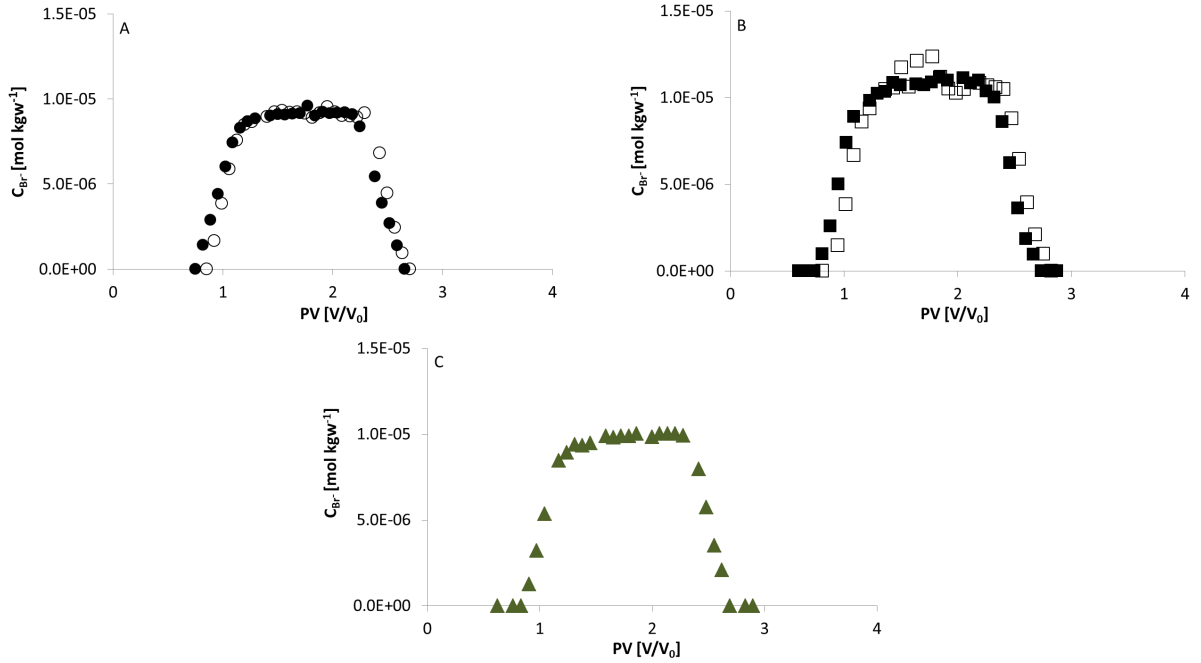 A
1.5E-05
1.0E-05
5.0E-06
0.0E+00
C_Br- [mol kgw⁻¹]
0 1 2 3 4
PV [V/V₀]
B
1.5E-05
1.0E-05
5.0E-06
0.0E+00
C_Br- [mol kgw⁻¹]
0 1 2 3 4
PV [V/V₀]
C
1.5E-05
1.0E-05
5.0E-06
0.0E+00
C_Br- [mol kgw⁻¹]
0 1 2 3 4
PV [V/V₀]